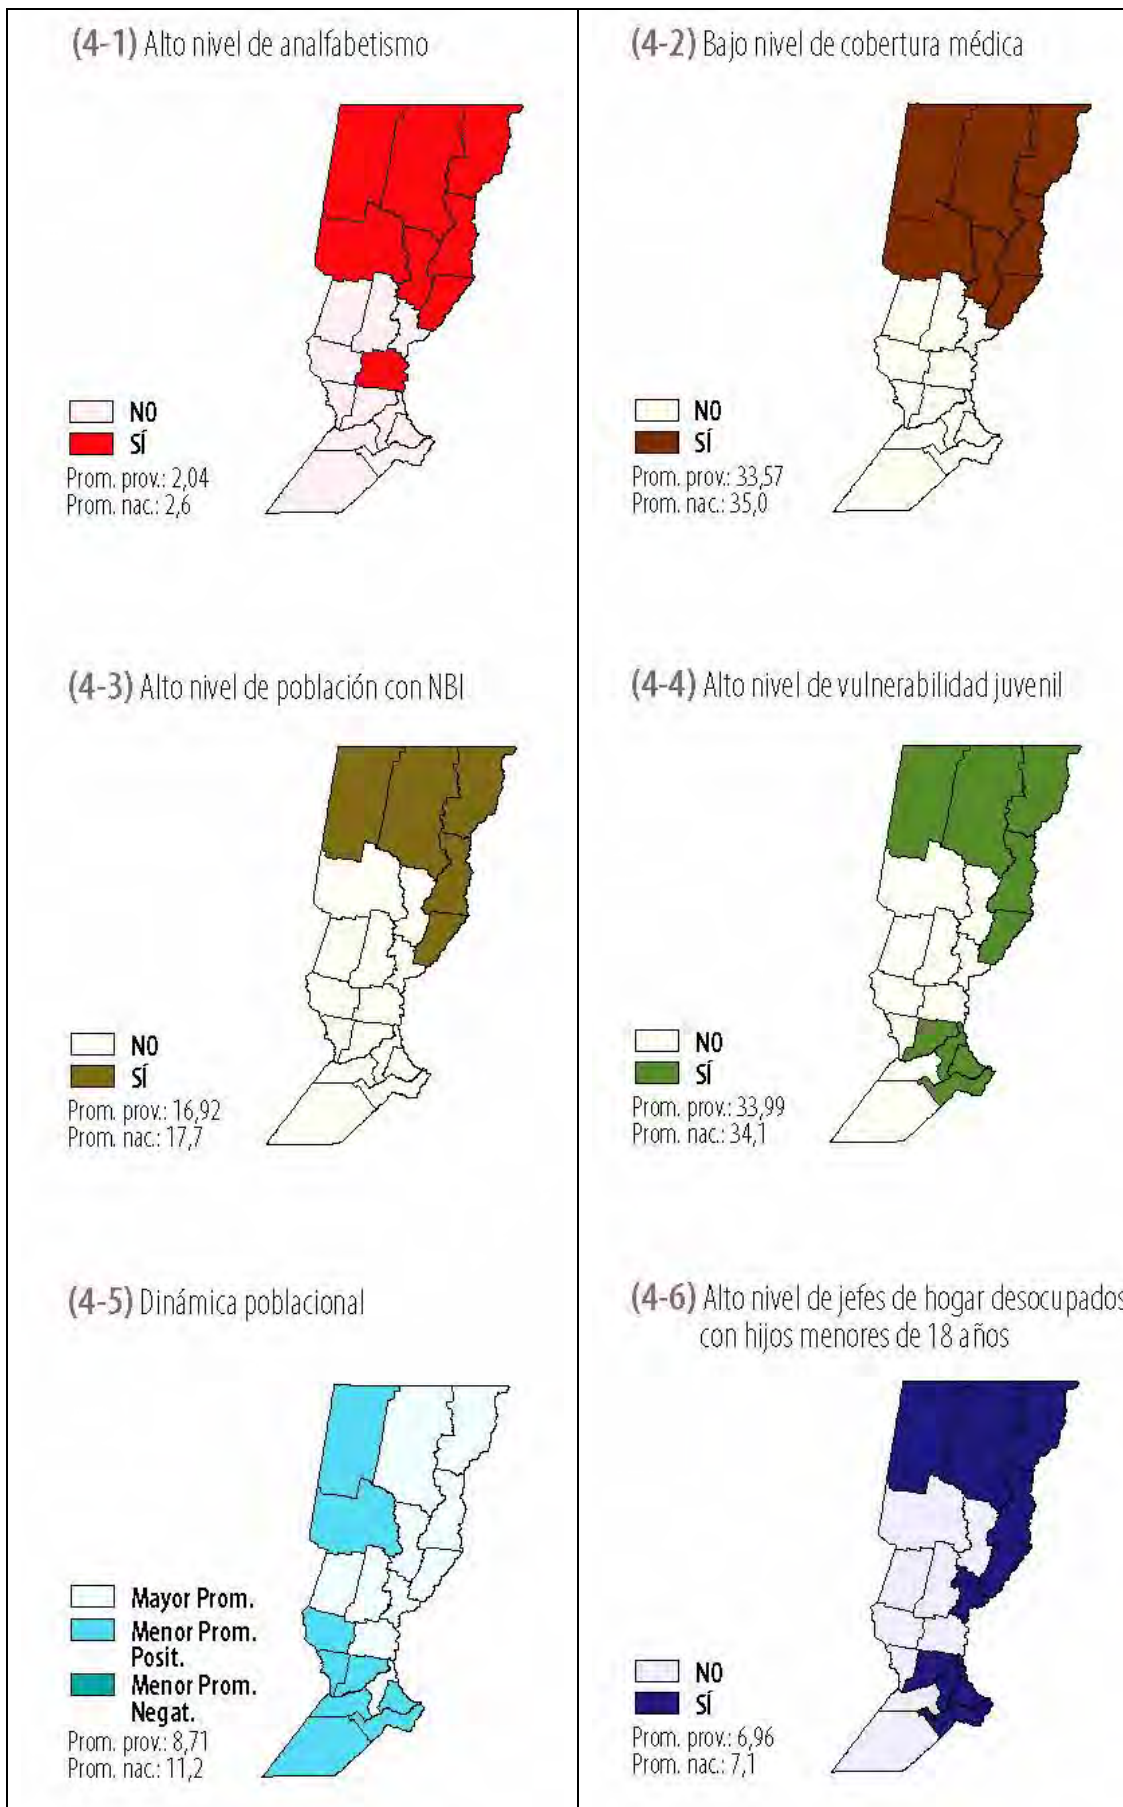 (4-1) Alto nivel de analfabetismo
NO
SÍ
Prom. prov.: 2,04
Prom. nac.: 2,6
(4-2) Bajo nivel de cobertura médica
NO
SÍ
Prom. prov.: 33,57
Prom. nac.: 35,0
(4-3) Alto nivel de población con NBI
NO
SÍ
Prom. prov.: 16,92
Prom. nac.: 17,7
(4-4) Alto nivel de vulnerabilidad juvenil
NO
SÍ
Prom. prov.: 33,99
Prom. nac.: 34,1
(4-5) Dinámica poblacional
Mayor Prom.
Menor Prom.
Posit.
Menor Prom.
Negat.
Prom. prov.: 8,71
Prom. nac.: 11,2
(4-6) Alto nivel de jefes de hogar desocupados
con hijos menores de 18 años
NO
SÍ
Prom. prov.: 6,96
Prom. nac.: 7,1